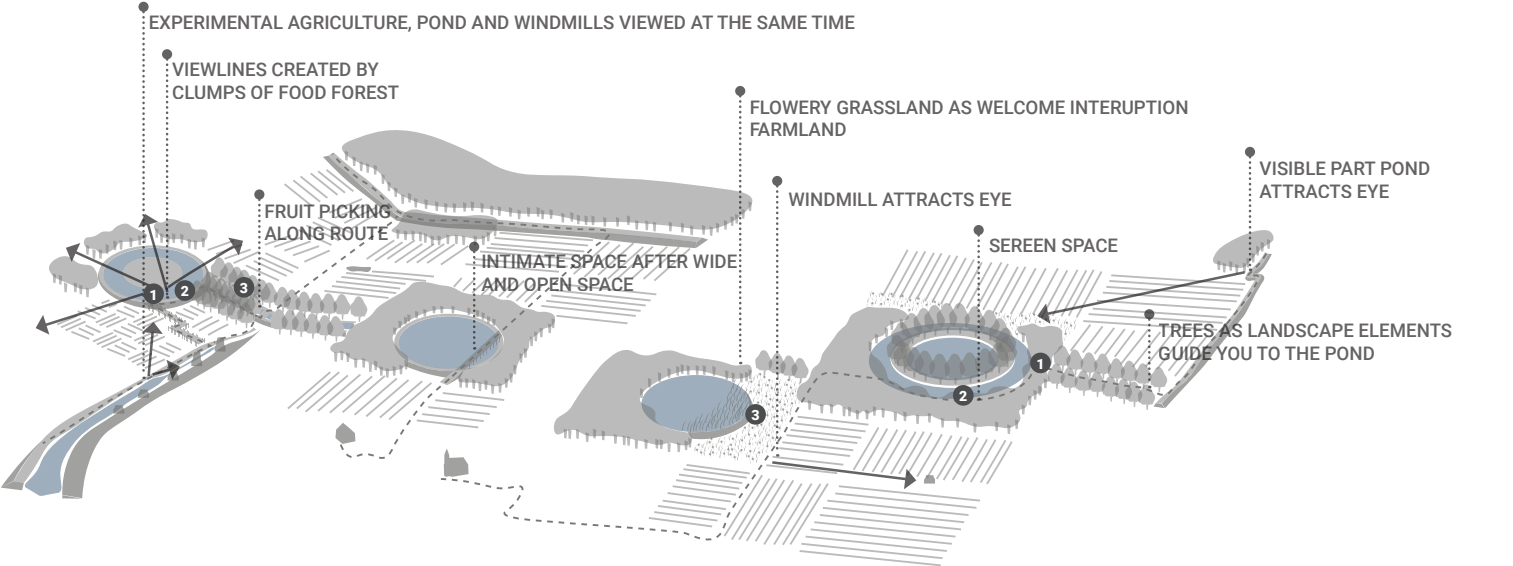 EXPERIMENTAL AGRICULTURE, POND AND WINDMILLS VIEWED AT THE SAME TIME
VIEWLINES CREATED BY
CLUMPS OF FOOD FOREST
FLOWERY GRASSLAND AS WELCOME INTERUPTION
FARMLAND
VISIBLE PART POND
ATTRACTS EYE
WINDMILL ATTRACTS EYE
FRUIT PICKING
ALONG ROUTE
SEREEN SPACE
INTIMATE SPACE AFTER WIDE
AND OPEN SPACE
1
2
3
TREES AS LANDSCAPE ELEMENTS
GUIDE YOU TO THE POND
1
2
3